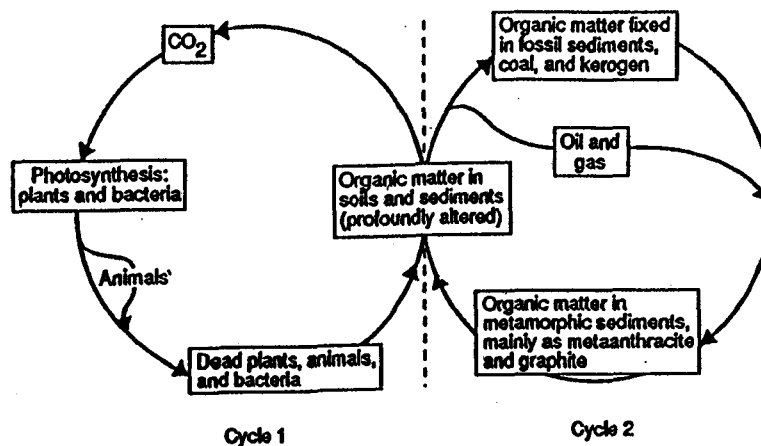 CO2
Photosynthesis:
plants and bacteria
Animals
Dead plants, animals,
and bacteria
Organic matter in
soils and sediments
(profoundly altered)
Organic matter fixed
in fossil sediments,
coal, and kerogen
Oil and
gas
Organic matter in
metamorphic sediments,
mainly as metaanthracite
and graphite
Cycle 1
Cycle 2